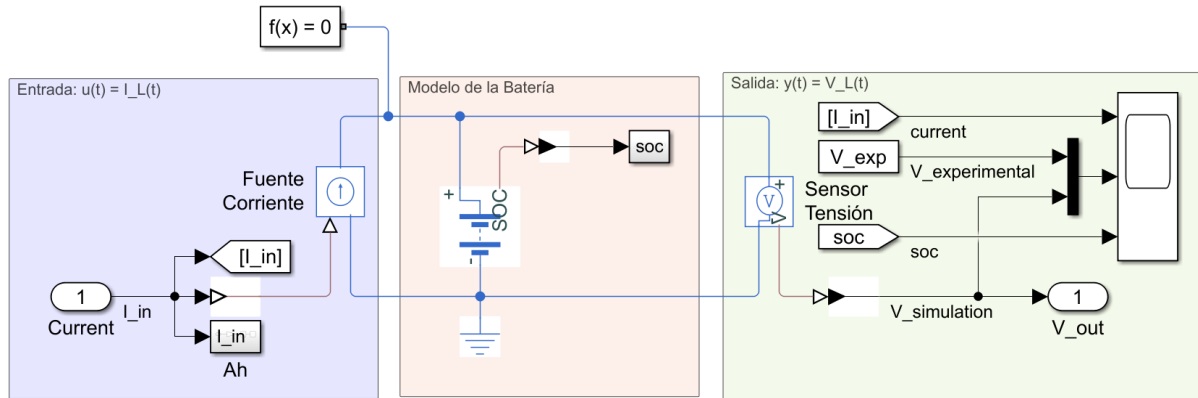 f(x) = 0
Entrada: u(t) = I_L(t)
Fuente
Corriente
[I_in]
1
I_in
Current
I_in
Ah
Modelo de la Batería
soc
+
SOC
-
Salida: y(t) = V_L(t)
[I_in]
current
V_exp
V_experimental
+
V
-
Sensor
Tensión
soc
soc
V_simulation
1
V_out